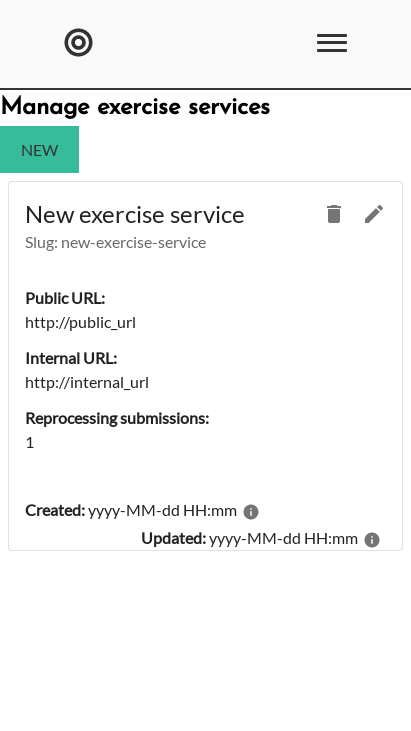 Manage exercise services
NEW
New exercise service
Slug: new-exercise-service
Public URL:
http://public_url
Internal URL:
http://internal_url
Reprocessing submissions:
1
Created: yyyy-MM-dd HH:mm
Updated: yyyy-MM-dd HH:mm